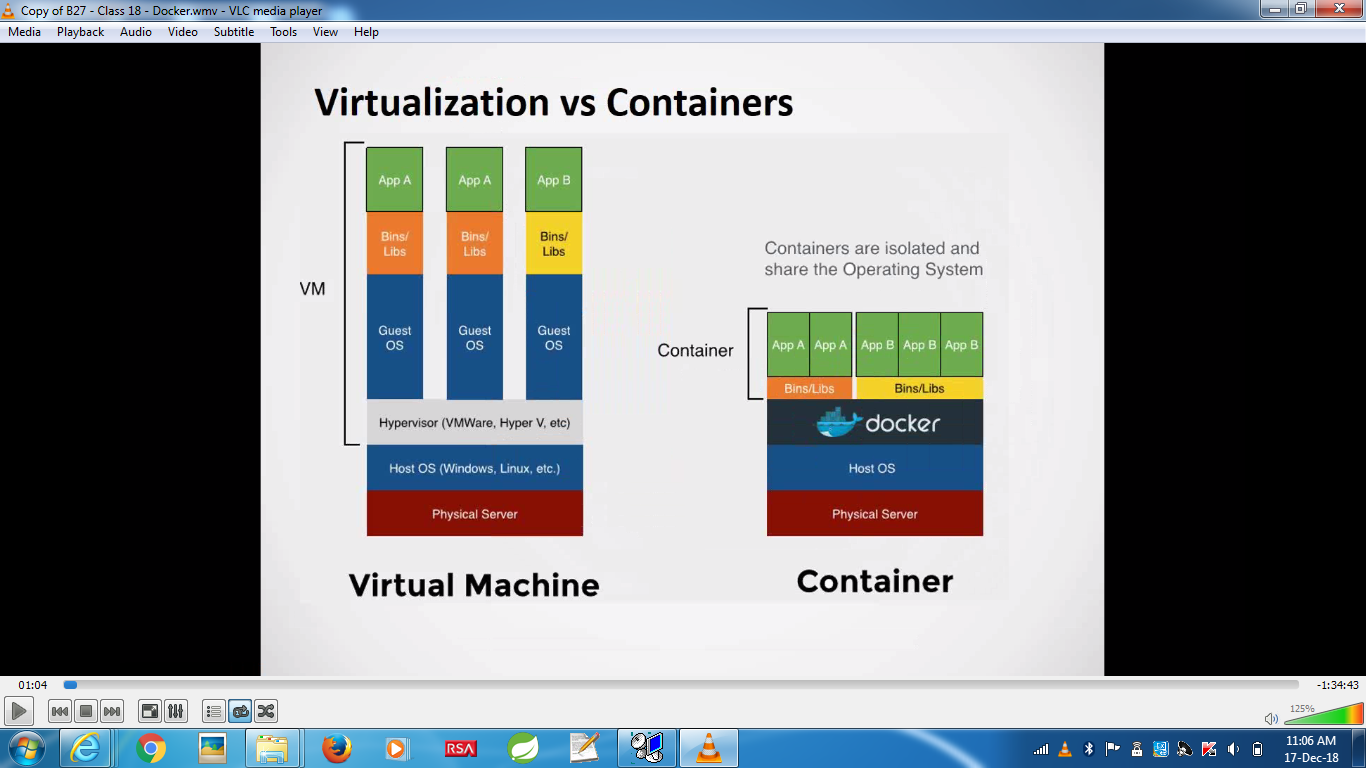 Copy of B27 - Class 18 - Docker.wmv - VLC media player
Media Playback Audio Video Subtitle Tools View Help
Virtualization vs Containers
VM
App A App A App B
Bins/ Bins/ Bins/
Libs Libs Libs
Guest Guest Guest
OS OS OS
Hypervisor (VMWare, Hyper V, etc)
Host OS (Windows, Linux, etc.)
Physical Server
Virtual Machine
Containers are isolated and
share the Operating System
Container
App A App A App B App B App B
Bins/Libs Bins/Libs
docker
Host OS
Physical Server
Container
01:04 -1:34:43
125%
RSA
11:06 AM
17-Dec-18